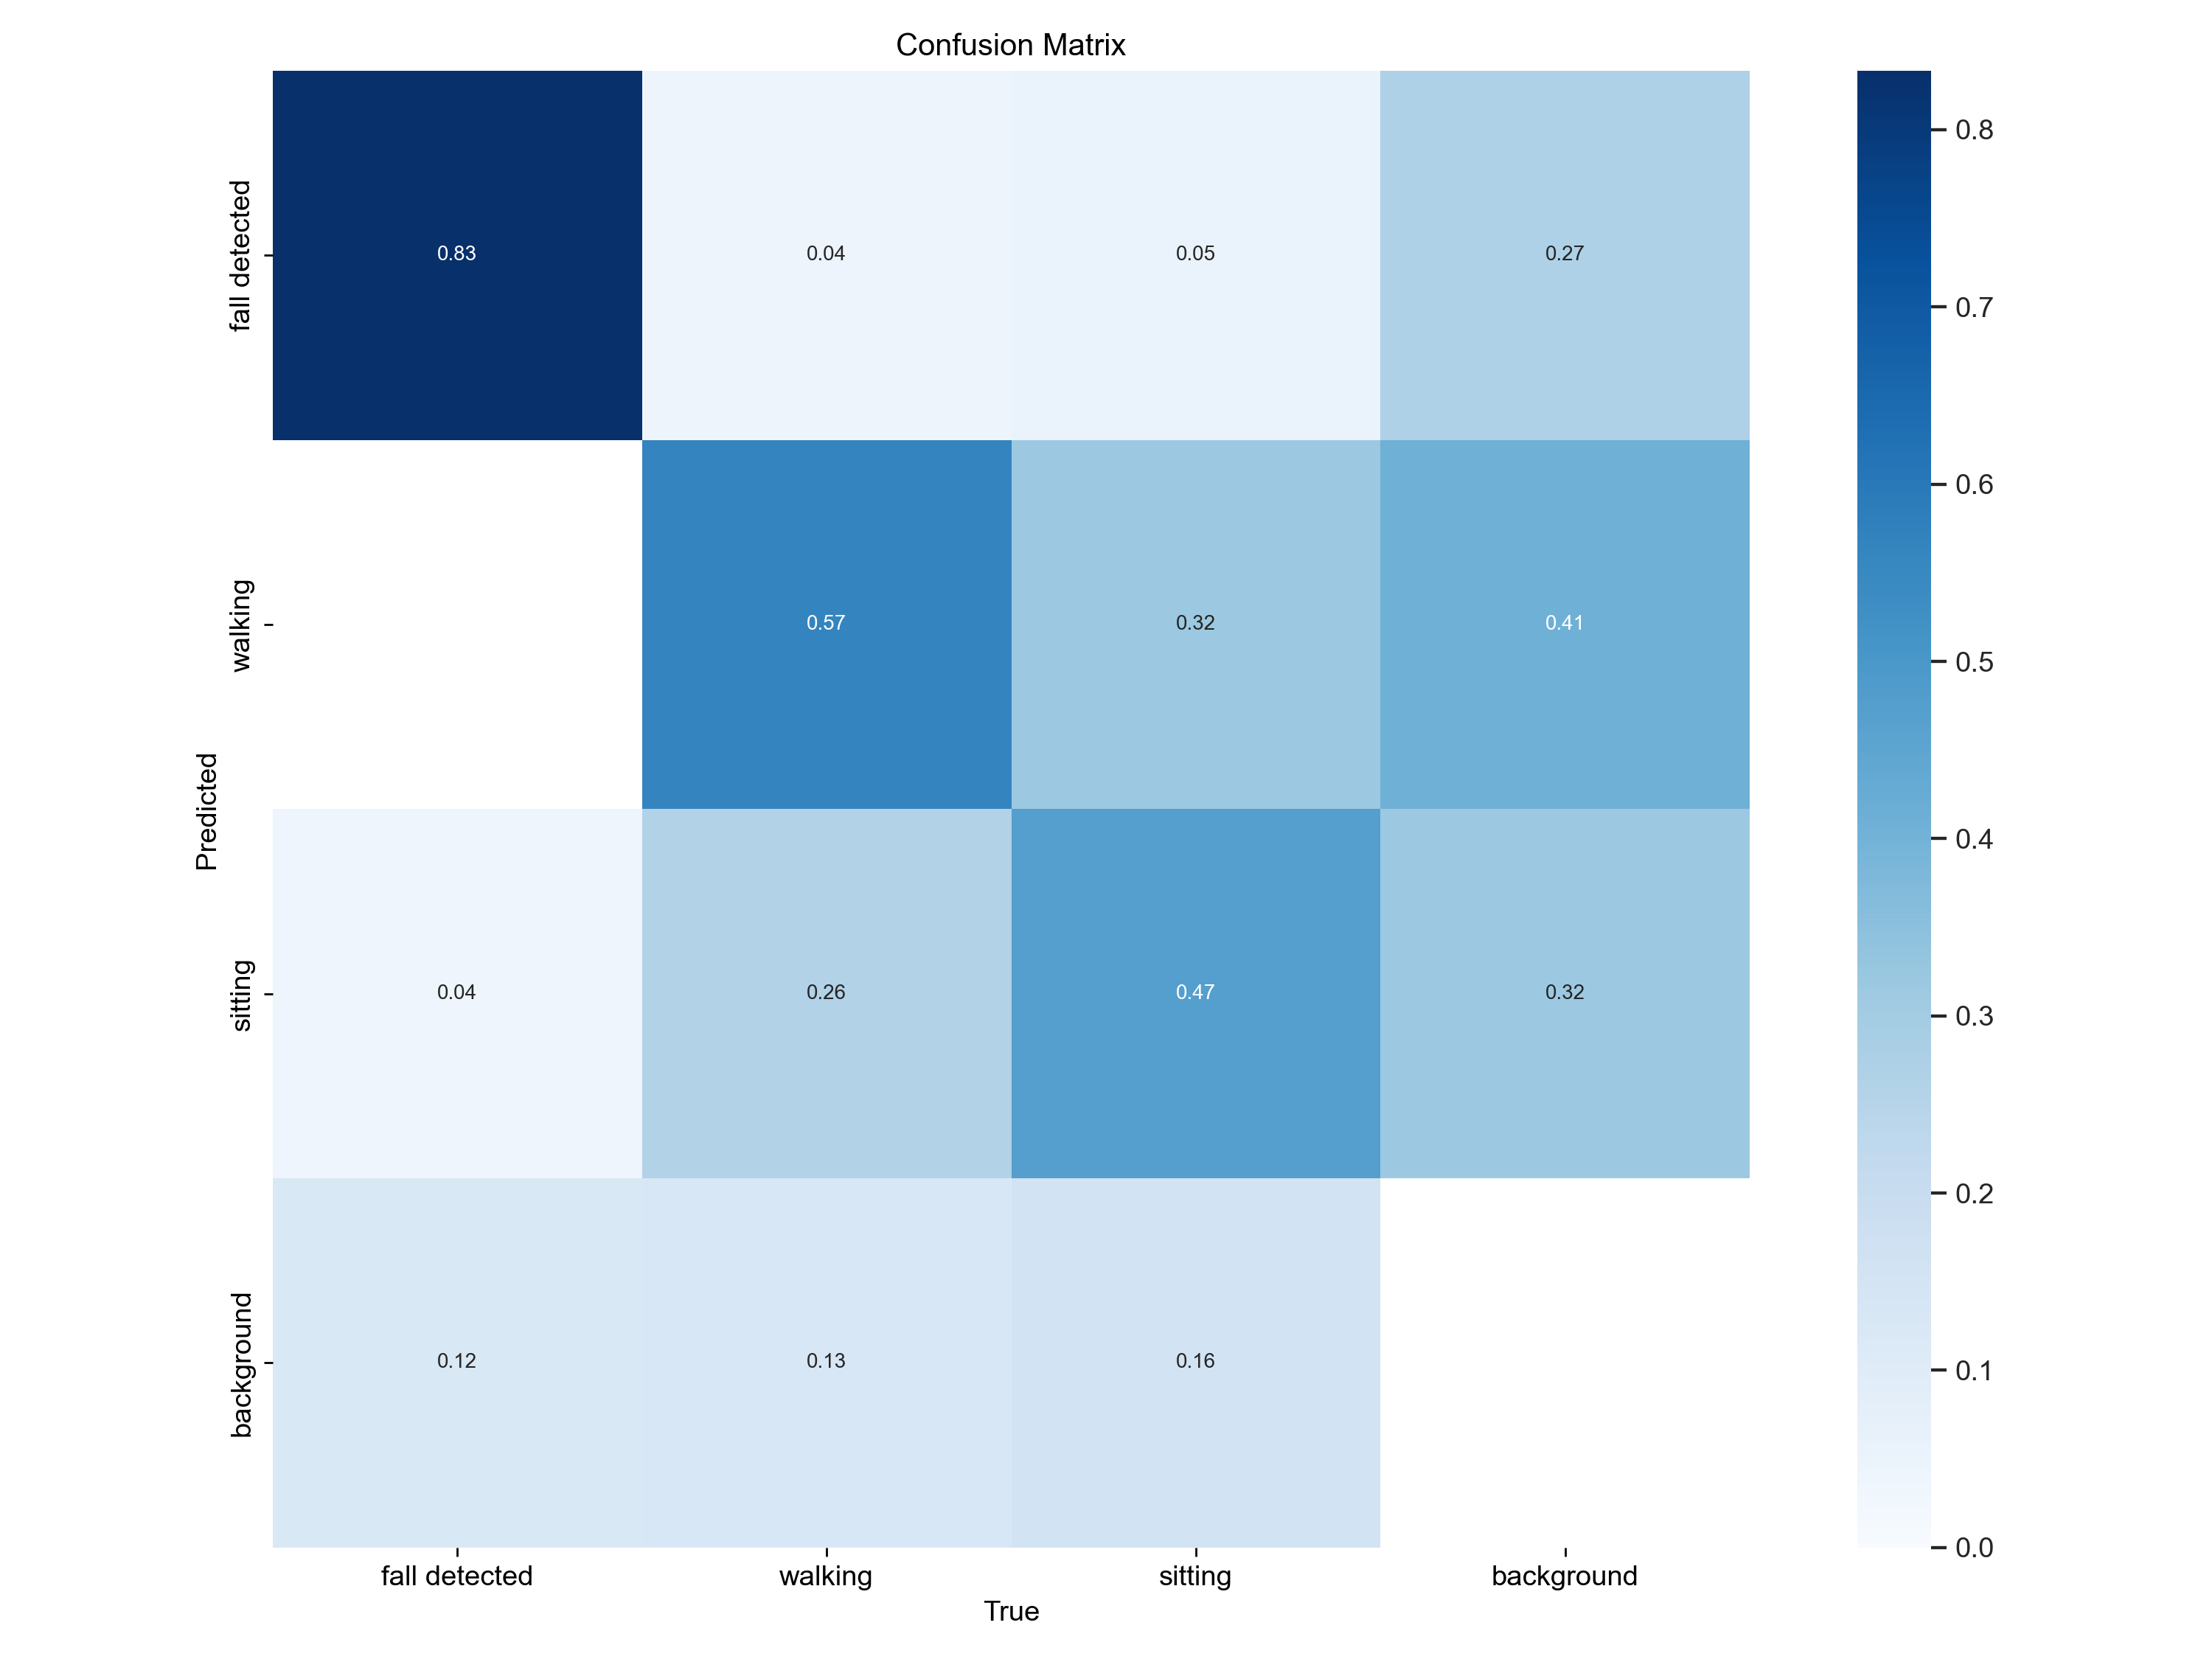 Confusion Matrix
fall detected
0.83
0.04
0.05
0.27
walking
0.57
0.32
0.41
sitting
0.04
0.26
0.47
0.32
background
0.12
0.13
0.16
Predicted
fall detected
walking
sitting
background
True
0.8
0.7
0.6
0.5
0.4
0.3
0.2
0.1
0.0